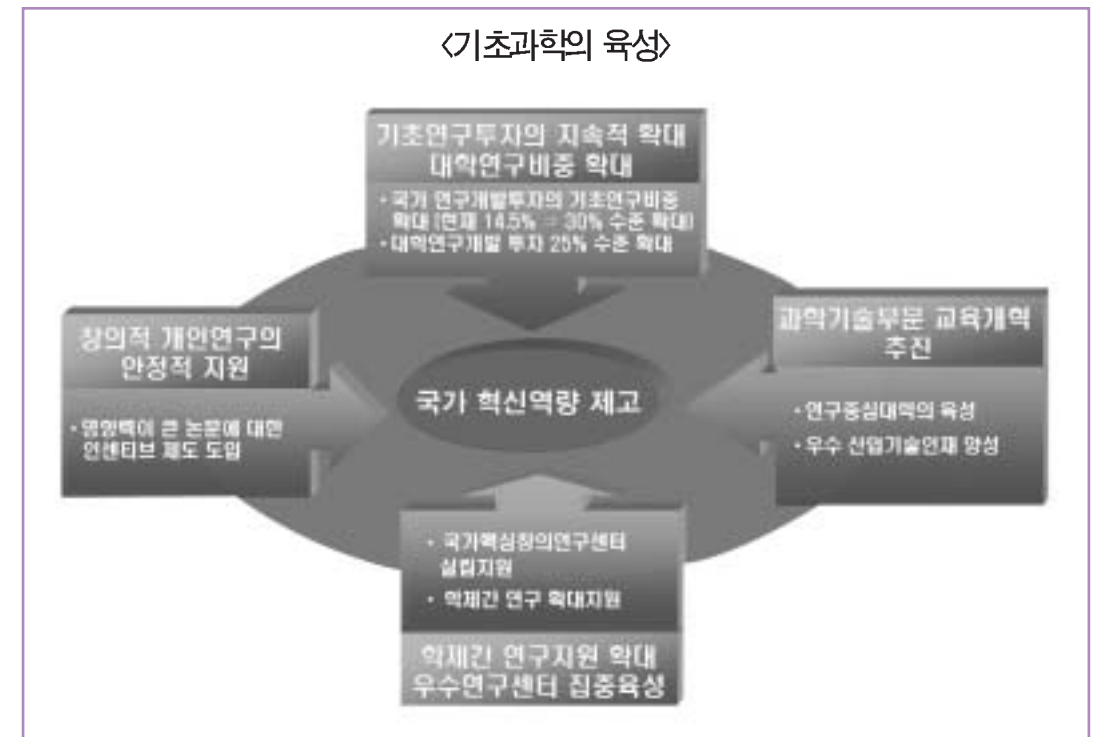 <기초과학의 육성>
기초연구투자의 지속적 확대
대학연구비중 확대
· 국가 연구개발투자의 기초연구비중
확대 (현재 14.5% ⇒ 30% 수준 확대)
· 대학연구개발 투자 25% 수준 확대
창의적 개인연구의
안정적 지원
· 영향력이 큰 논문에 대한
인센티브 제도 도입
국가 혁신역량 제고
과학기술부문 교육개혁
추진
· 연구중심대학의 육성
· 우수 산업기술인재 양성
· 국가핵심창의연구센터
설립지원
· 학제간 연구 확대지원
학제간 연구지원 확대
우수연구센터 집중육성